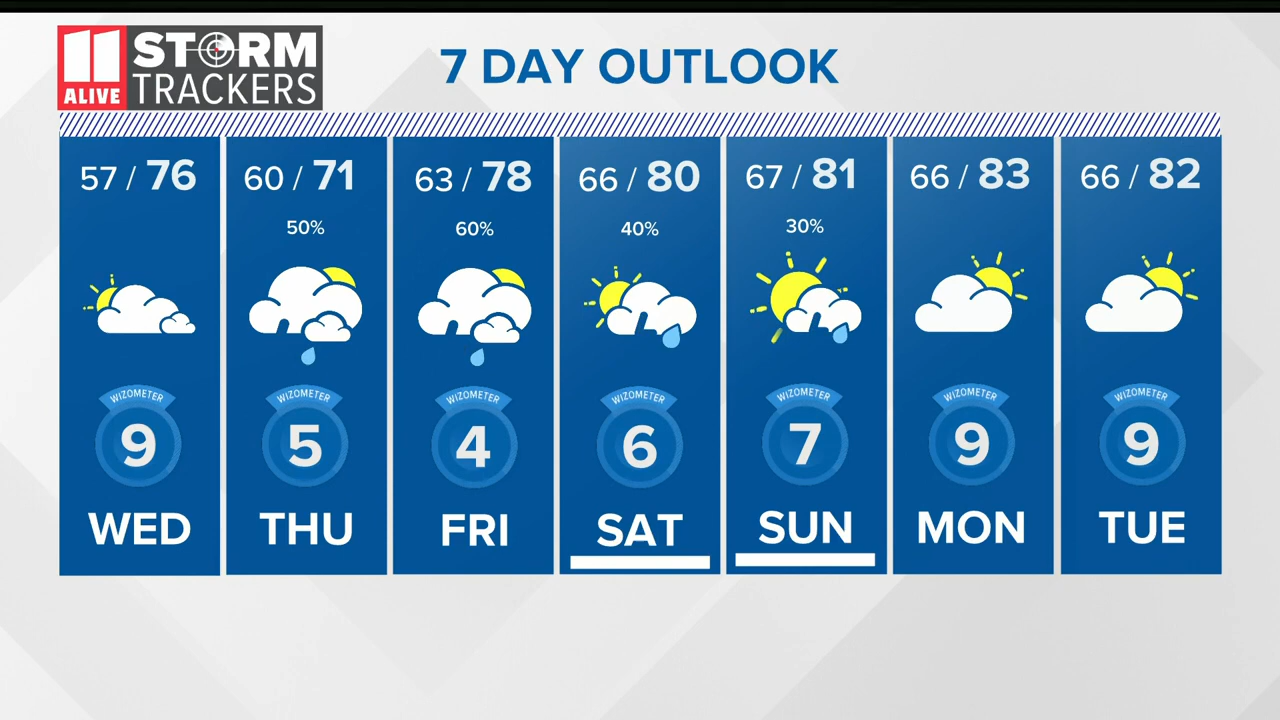 11
ALIVE
STORM
TRACKERS
7 DAY OUTLOOK
57 / 76
60 / 71
63 / 78
66 / 80
67 / 81
66 / 83
66 / 82
50%
60%
40%
30%
WIZOMETER
WIZOMETER
WIZOMETER
WIZOMETER
WIZOMETER
WIZOMETER
WIZOMETER
9
5
4
6
7
9
9
WED
THU
FRI
SAT
SUN
MON
TUE